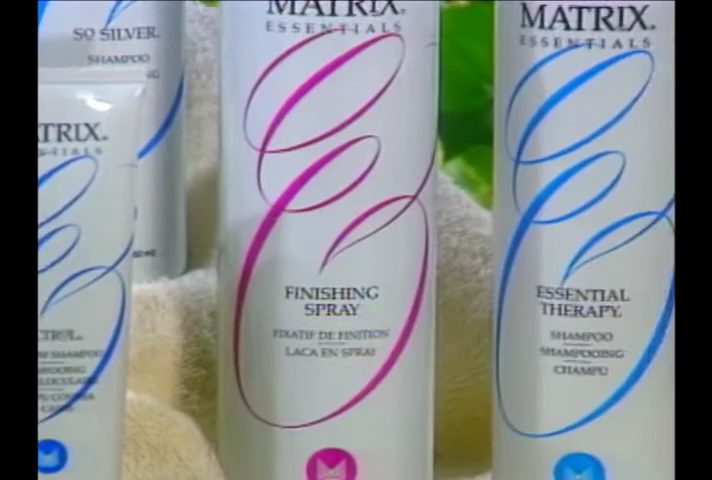 SO SILVER
SHAMPOO
TRIX.
MATRIX.
ESSENTIALS
FINISHING
SPRAY
FIXATIF DE FINITION
LACA EN SPRAY
MATRIX.
ESSENTIALS
ESSENTIAL
THERAPY.
SHAMPOO
SHAMPOOING
CHAMPU